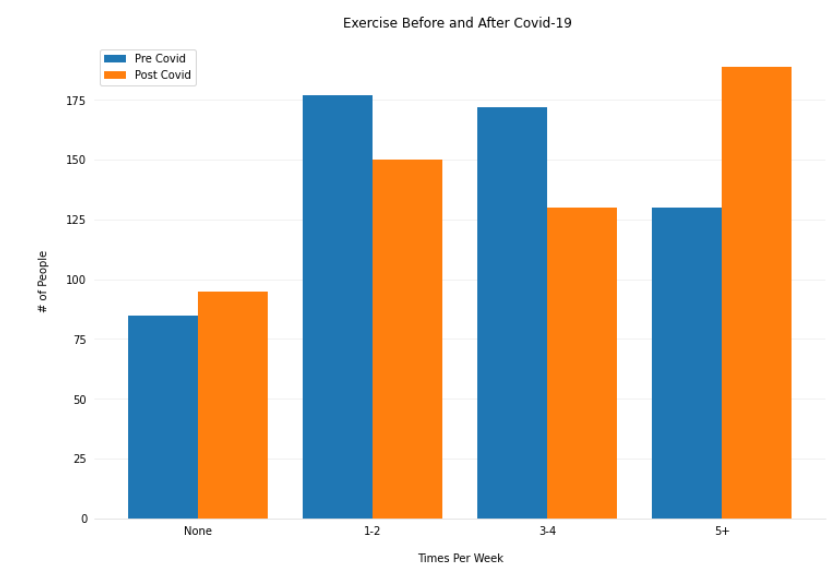 Exercise Before and After Covid-19
Pre Covid
Post Covid
175
150
125
100
75
50
25
0
# of People
None
1-2
3-4
5+
Times Per Week